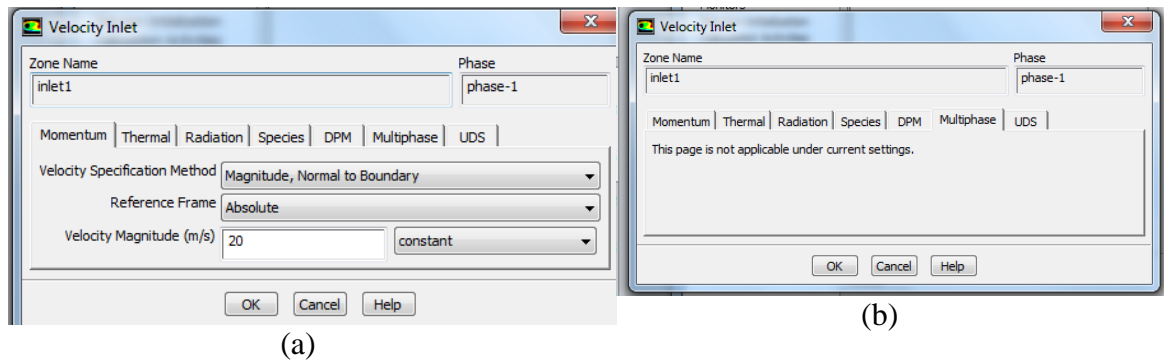 Velocity Inlet
Zone Name
Phase
inlet1
phase-1
Momentum Thermal Radiation Species DPM Multiphase UDS
Velocity Specification Method Magnitude, Normal to Boundary
Reference Frame Absolute
Velocity Magnitude (m/s) 20 constant
OK Cancel Help
(a)
Velocity Inlet
Zone Name
Phase
inlet1
phase-1
Momentum Thermal Radiation Species DPM Multiphase UDS
This page is not applicable under current settings.
OK Cancel Help
(b)